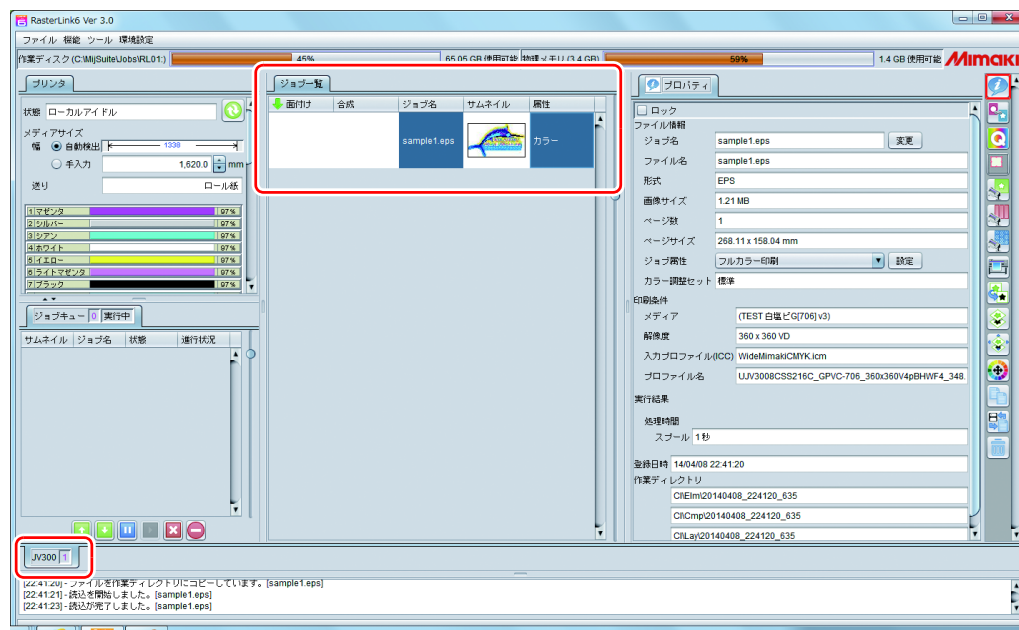 RasterLink6 Ver 3.0
ファイル 機能 ツール 環境設定
作業ディスク (C:\MijSuite\Jobs\RL01:) 45% 65.05 GB 使用可能 物理メモリ (3.4 GB) 59% 1.4 GB 使用可能 Mimaki
プリンタ
状態 ローカルアイドル
メディアサイズ
幅 自動検出 1338
手入力 1,620.0 mm
送り ロール紙
1 マゼンタ 97%
2 シルバー 97%
3 シアン 97%
4 ホワイト 97%
5 イエロー 97%
6 ライトマゼンタ 97%
7 ブラック 97%
ジョブキュー 0 実行中
サムネイル ジョブ名 状態 進行状況
ジョブ一覧
面付け 合成 ジョブ名 サムネイル 属性
sample1.eps カラー
プロパティ
ロック
ファイル情報
ジョブ名 sample1.eps 変更
ファイル名 sample1.eps
形式 EPS
画像サイズ 1.21 MB
ページ数 1
ページサイズ 268.11 x 158.04 mm
ジョブ属性 フルカラー印刷 設定
カラー調整セット 標準
印刷条件
メディア (TEST 白塩ビG[706] v3)
解像度 360 x 360 VD
入力プロファイル(ICC) WideMimakiCMYK.icm
プロファイル名 UJV3008CSS216C_GPVC-706_360x360V4pBHWF4_348.
実行結果
処理時間
スプール 1秒
登録日時 14/04/08 22:41:20
作業ディレクトリ
C:\\Elm\20140408_224120_635
C:\\Cmp\20140408_224120_635
C:\\Lay\20140408_224120_635
JV300 1
[22:41:20] - ファイルを作業ディレクトリにコピーしています。[sample1.eps]
[22:41:21] - 読込を開始しました。[sample1.eps]
[22:41:23] - 読込が完了しました。[sample1.eps]